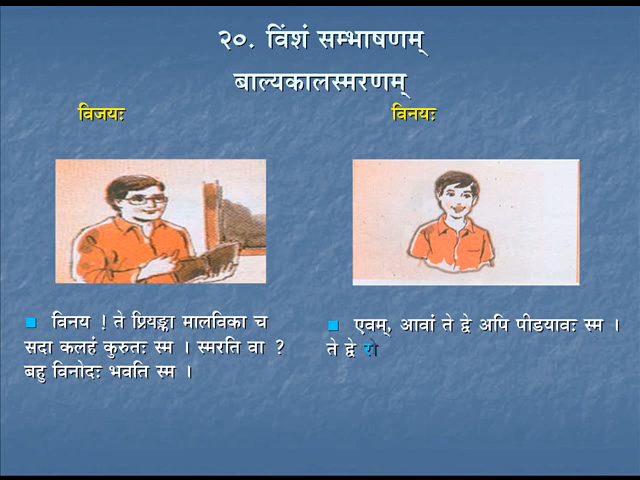 २०. विंशं सम्भाषणम्
बाल्यकालस्मरणम्
विजयः
विनयः
विनय ! ते प्रियङ्का मालविका च
सदा कलहं कुरुतः स्म । स्मरति वा ?
बहु विनोदः भवति स्म ।
एवम्, आवां ते द्वे अपि पीडयावः स्म ।
ते द्वे रो